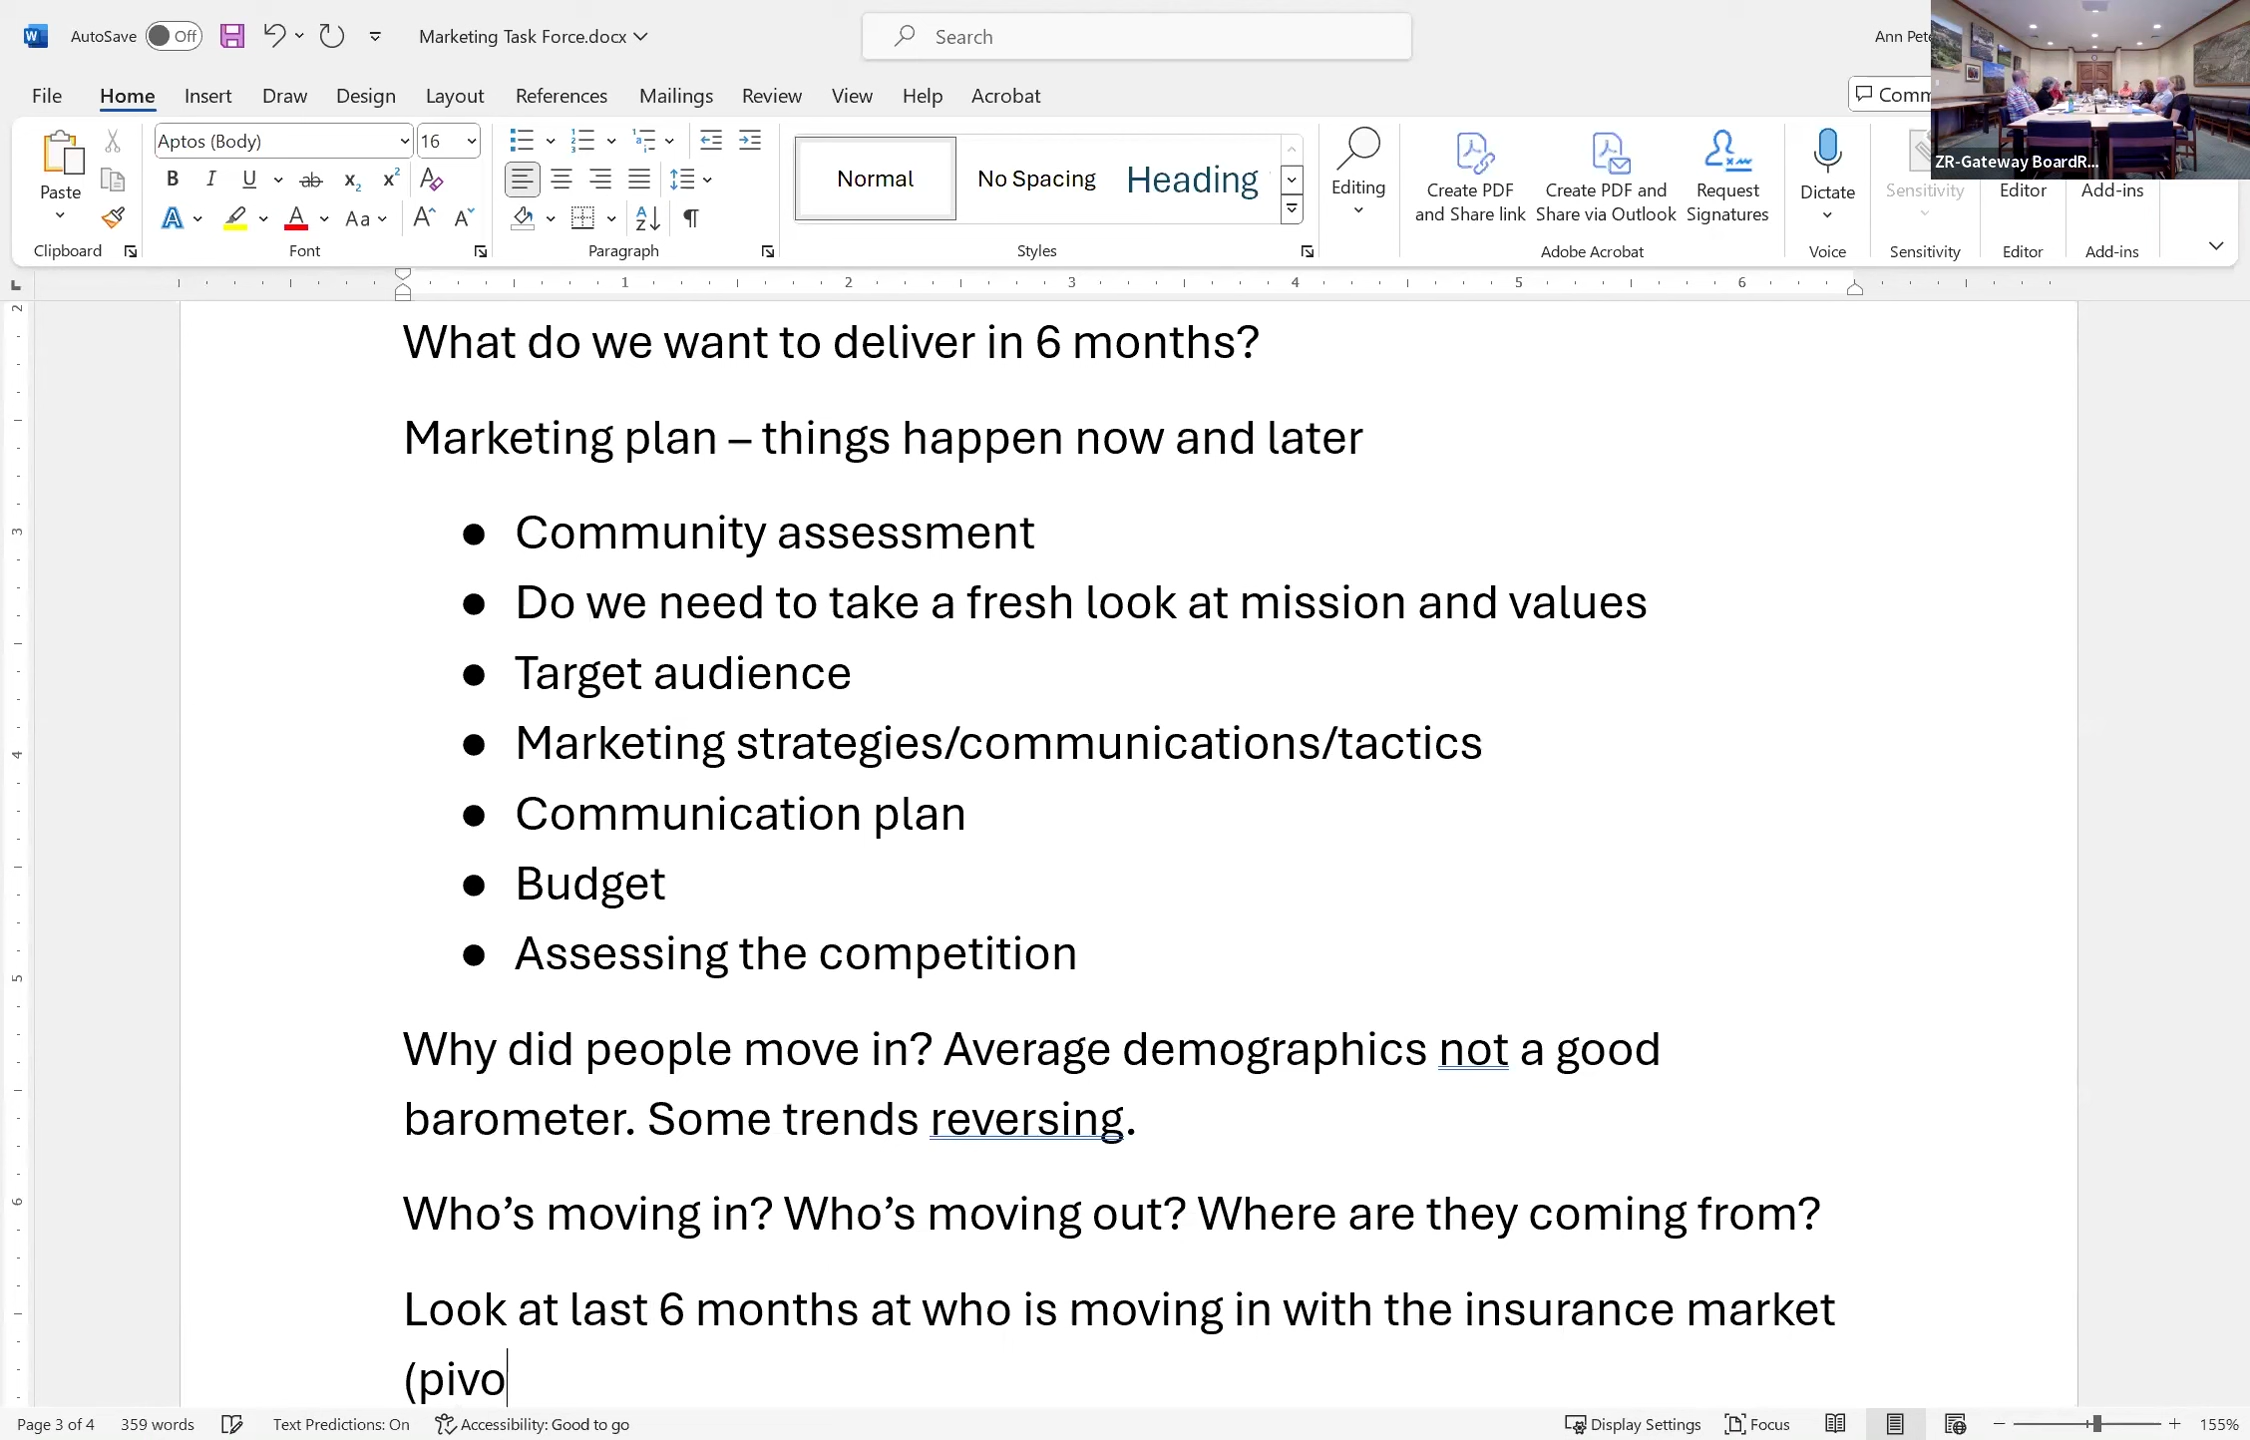 AutoSave Off Marketing Task Force.docx Search Ann Pete
File Home Insert Draw Design Layout References Mailings Review View Help Acrobat Comm
ZR-Gateway BoardR...
Paste Aptos (Body) 16 Normal No Spacing Heading Editing Create PDF and Share link Create PDF and Share via Outlook Request Signatures Dictate Sensitivity Editor Add-ins
Clipboard Font Paragraph Styles Adobe Acrobat Voice Sensitivity Editor Add-ins
1 2 3 4 5 6
What do we want to deliver in 6 months?
Marketing plan – things happen now and later
● Community assessment
● Do we need to take a fresh look at mission and values
● Target audience
● Marketing strategies/communications/tactics
● Communication plan
● Budget
● Assessing the competition
Why did people move in? Average demographics not a good
barometer. Some trends reversing.
Who’s moving in? Who’s moving out? Where are they coming from?
Look at last 6 months at who is moving in with the insurance market
(pivo
Page 3 of 4 359 words Text Predictions: On Accessibility: Good to go Display Settings Focus 155%